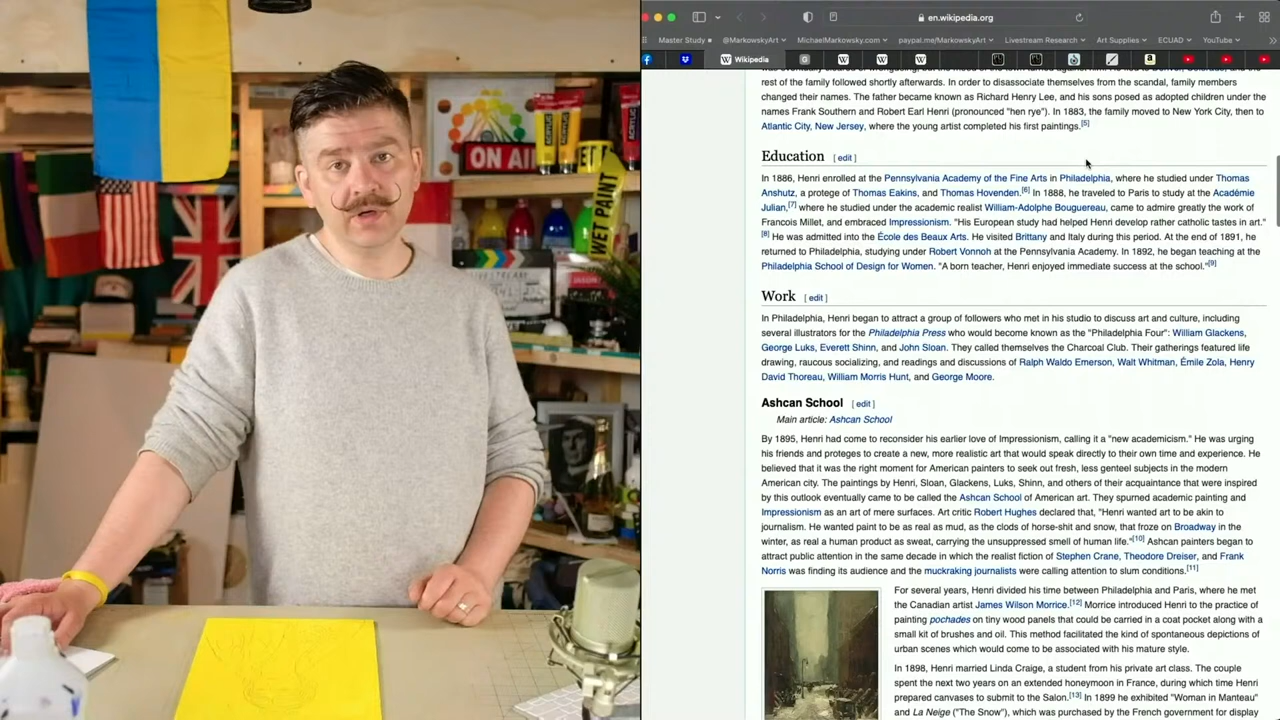 ON AIR
WET PAINT
en.wikipedia.org
Master Study
@MarkowskyArt
MichaelMarkowsky.com
paypal.me/MarkowskyArt
Livestream Research
Art Supplies
ECUAD
YouTube
Wikipedia
rest of the family followed shortly afterwards. In order to disassociate themselves from the scandal, family members
changed their names. The father became known as Richard Henry Lee, and his sons posed as adopted children under the
names Frank Southern and Robert Earl Henri (pronounced "hen rye"). In 1883, the family moved to New York City, then to
Atlantic City, New Jersey, where the young artist completed his first paintings.[5]
Education [ edit ]
In 1886, Henri enrolled at the Pennsylvania Academy of the Fine Arts in Philadelphia, where he studied under Thomas
Anshutz, a protege of Thomas Eakins, and Thomas Hovenden.[6] In 1888, he traveled to Paris to study at the Académie
Julian,[7] where he studied under the academic realist William-Adolphe Bouguereau, came to admire greatly the work of
Francois Millet, and embraced Impressionism. "His European study had helped Henri develop rather catholic tastes in art."
[8] He was admitted into the École des Beaux Arts. He visited Brittany and Italy during this period. At the end of 1891, he
returned to Philadelphia, studying under Robert Vonnoh at the Pennsylvania Academy. In 1892, he began teaching at the
Philadelphia School of Design for Women. "A born teacher, Henri enjoyed immediate success at the school."[9]
Work [ edit ]
In Philadelphia, Henri began to attract a group of followers who met in his studio to discuss art and culture, including
several illustrators for the Philadelphia Press who would become known as the "Philadelphia Four": William Glackens,
George Luks, Everett Shinn, and John Sloan. They called themselves the Charcoal Club. Their gatherings featured life
drawing, raucous socializing, and readings and discussions of Ralph Waldo Emerson, Walt Whitman, Émile Zola, Henry
David Thoreau, William Morris Hunt, and George Moore.
Ashcan School [ edit ]
Main article: Ashcan School
By 1895, Henri had come to reconsider his earlier love of Impressionism, calling it a "new academicism." He was urging
his friends and proteges to create a new, more realistic art that would speak directly to their own time and experience. He
believed that it was the right moment for American painters to seek out fresh, less genteel subjects in the modern
American city. The paintings by Henri, Sloan, Glackens, Luks, Shinn, and others of their acquaintance that were inspired
by this outlook eventually came to be called the Ashcan School of American art. They spurned academic painting and
Impressionism as an art of mere surfaces. Art critic Robert Hughes declared that, "Henri wanted art to be akin to
journalism. He wanted paint to be as real as mud, as the clods of horse-shit and snow, that froze on Broadway in the
winter, as real a human product as sweat, carrying the unsuppressed smell of human life."[10] Ashcan painters began to
attract public attention in the same decade in which the realist fiction of Stephen Crane, Theodore Dreiser, and Frank
Norris was finding its audience and the muckraking journalists were calling attention to slum conditions.[11]
For several years, Henri divided his time between Philadelphia and Paris, where he met
the Canadian artist James Wilson Morrice.[12] Morrice introduced Henri to the practice of
painting pochades on tiny wood panels that could be carried in a coat pocket along with a
small kit of brushes and oil. This method facilitated the kind of spontaneous depictions of
urban scenes which would come to be associated with his mature style.
In 1898, Henri married Linda Craige, a student from his private art class. The couple
spent the next two years on an extended honeymoon in France, during which time Henri
prepared canvases to submit to the Salon.[13] In 1899 he exhibited "Woman in Manteau"
and La Neige ("The Snow"), which was purchased by the French government for display